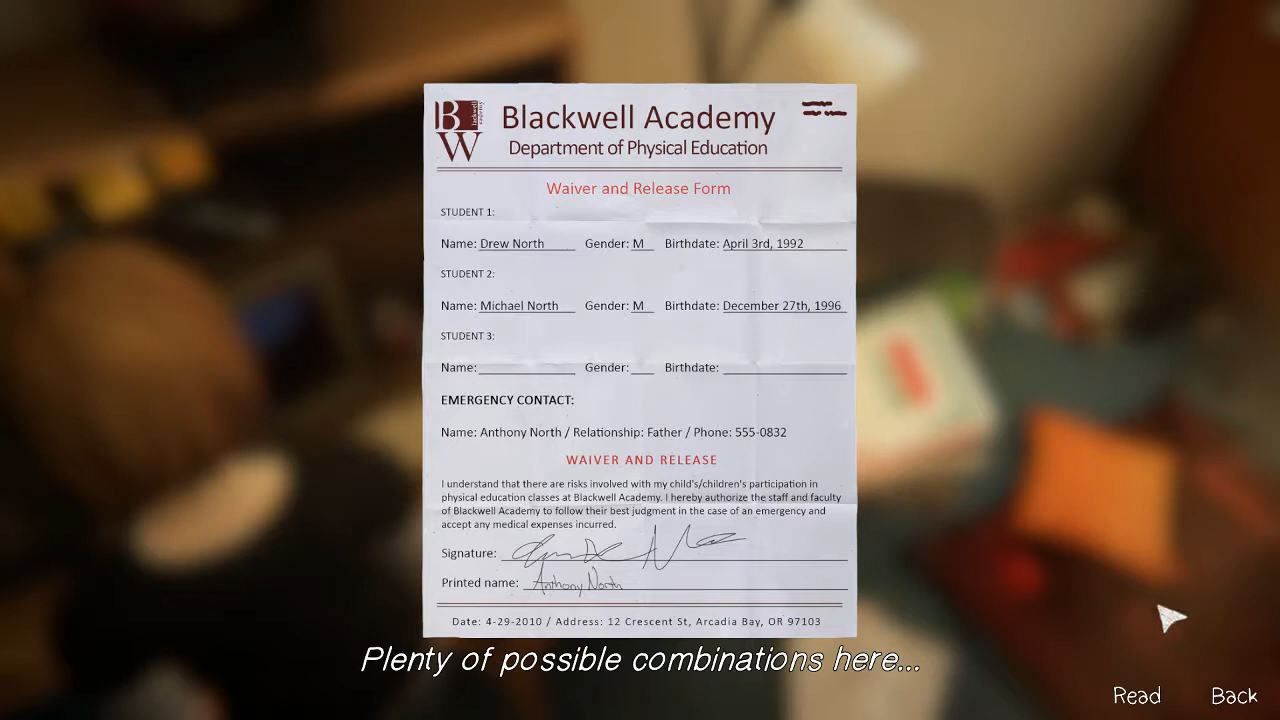 BW Blackwell Academy
Blackwell Academy
Department of Physical Education
Waiver and Release Form
STUDENT 1:
Name: Drew North Gender: M Birthdate: April 3rd, 1992
STUDENT 2:
Name: Michael North Gender: M Birthdate: December 27th, 1996
STUDENT 3:
Name: Gender: Birthdate:
EMERGENCY CONTACT:
Name: Anthony North / Relationship: Father / Phone: 555-0832
WAIVER AND RELEASE
I understand that there are risks involved with my child's/children's participation in
physical education classes at Blackwell Academy. I hereby authorize the staff and faculty
of Blackwell Academy to follow their best judgment in the case of an emergency and
accept any medical expenses incurred.
Signature:
Printed name: Anthony North
Date: 4-29-2010 / Address: 12 Crescent St, Arcadia Bay, OR 97103
Plenty of possible combinations here...
Read Back